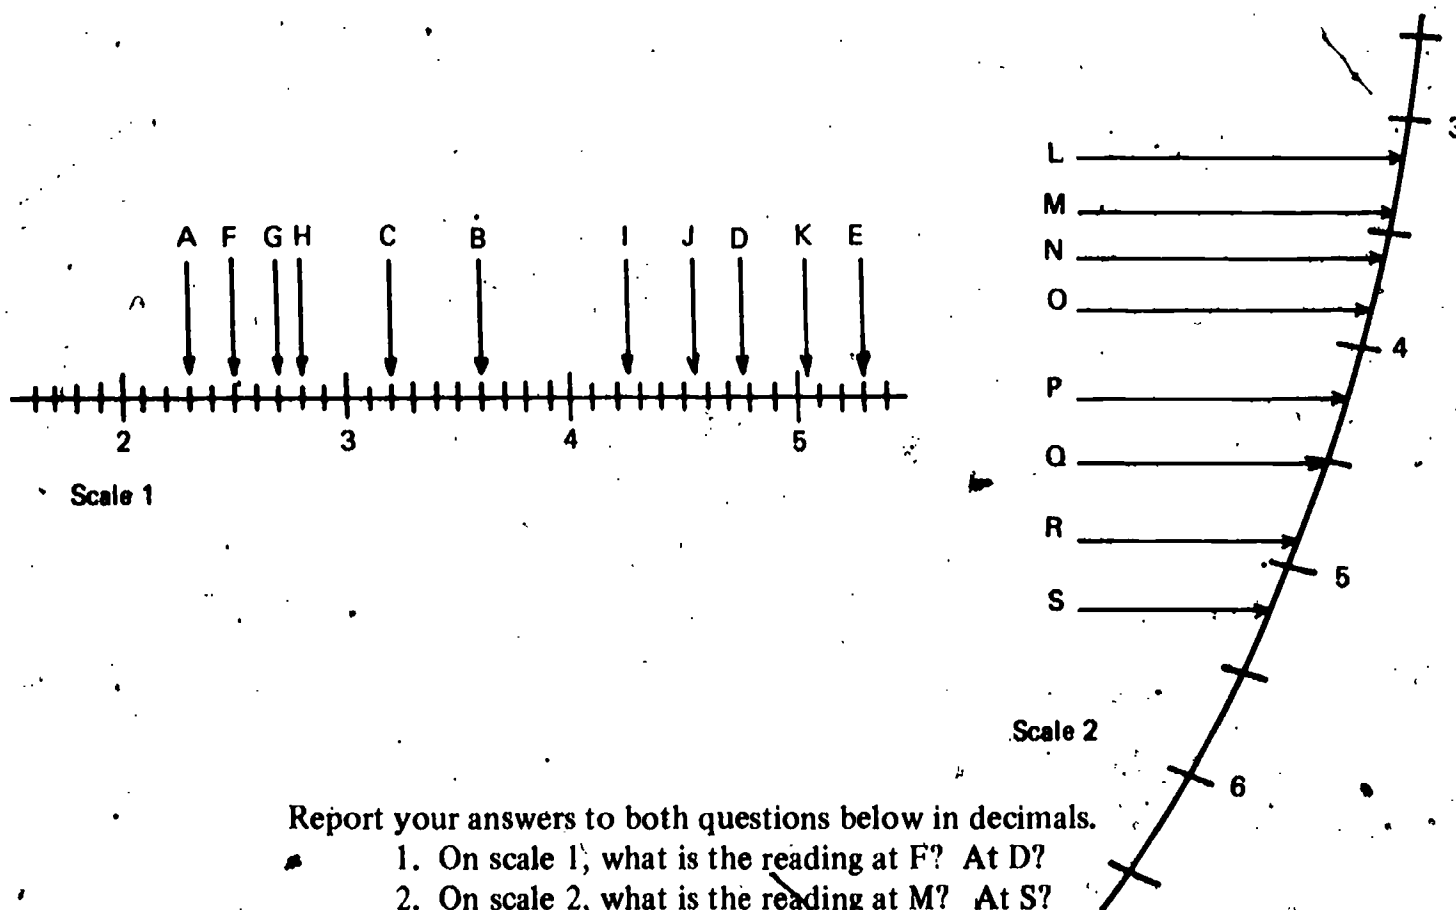 A F G H C B I J D K E
2 3 4 5
Scale 1
3
L
M
N
O
4
P
Q
R
5
S
Scale 2
6
Report your answers to both questions below in decimals.
1. On scale 1, what is the reading at F? At D?
2. On scale 2, what is the reading at M? At S?